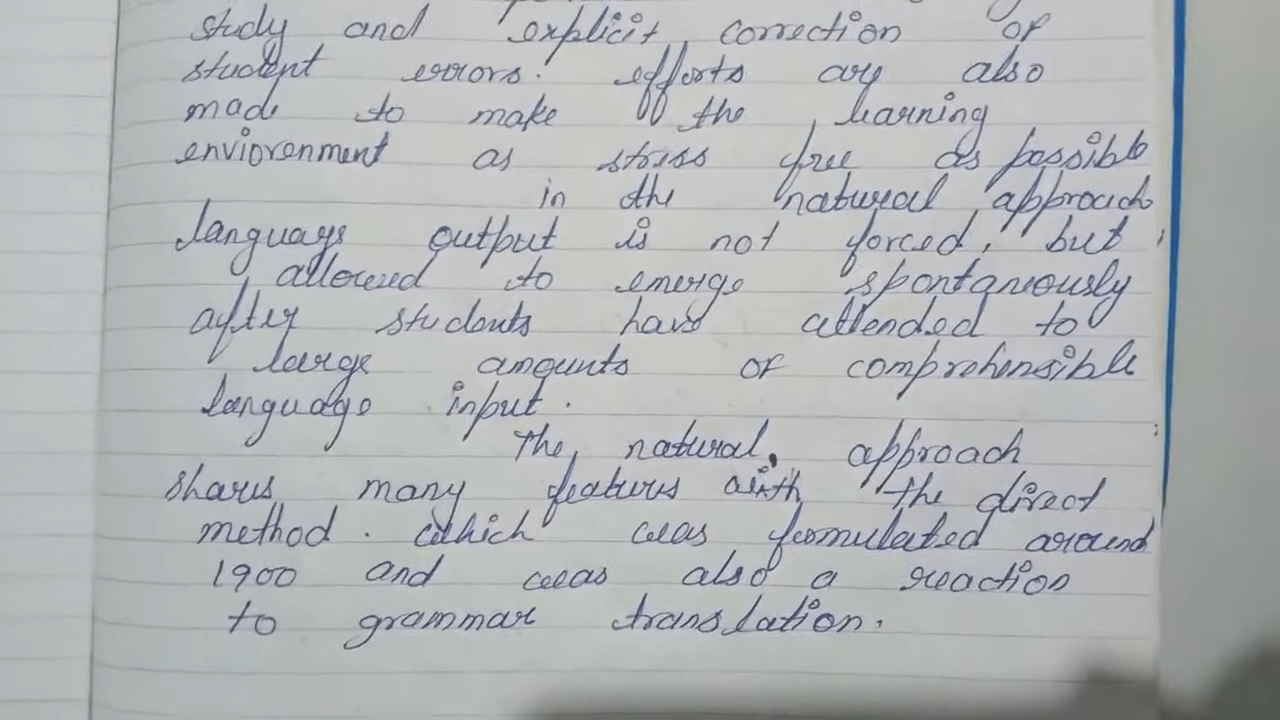 study and explicit correction of
student errors. efforts are also
made to make the learning
enviorenment as stress free as possible
in the natural approach
language output is not forced, but
allowed to emerge spontaneously
after students have attended to
large amounts of comprehensible
language input.
The natural approach
shares many features with the direct
method. which was formulated around
1900 and was also a reaction
to grammar translation.